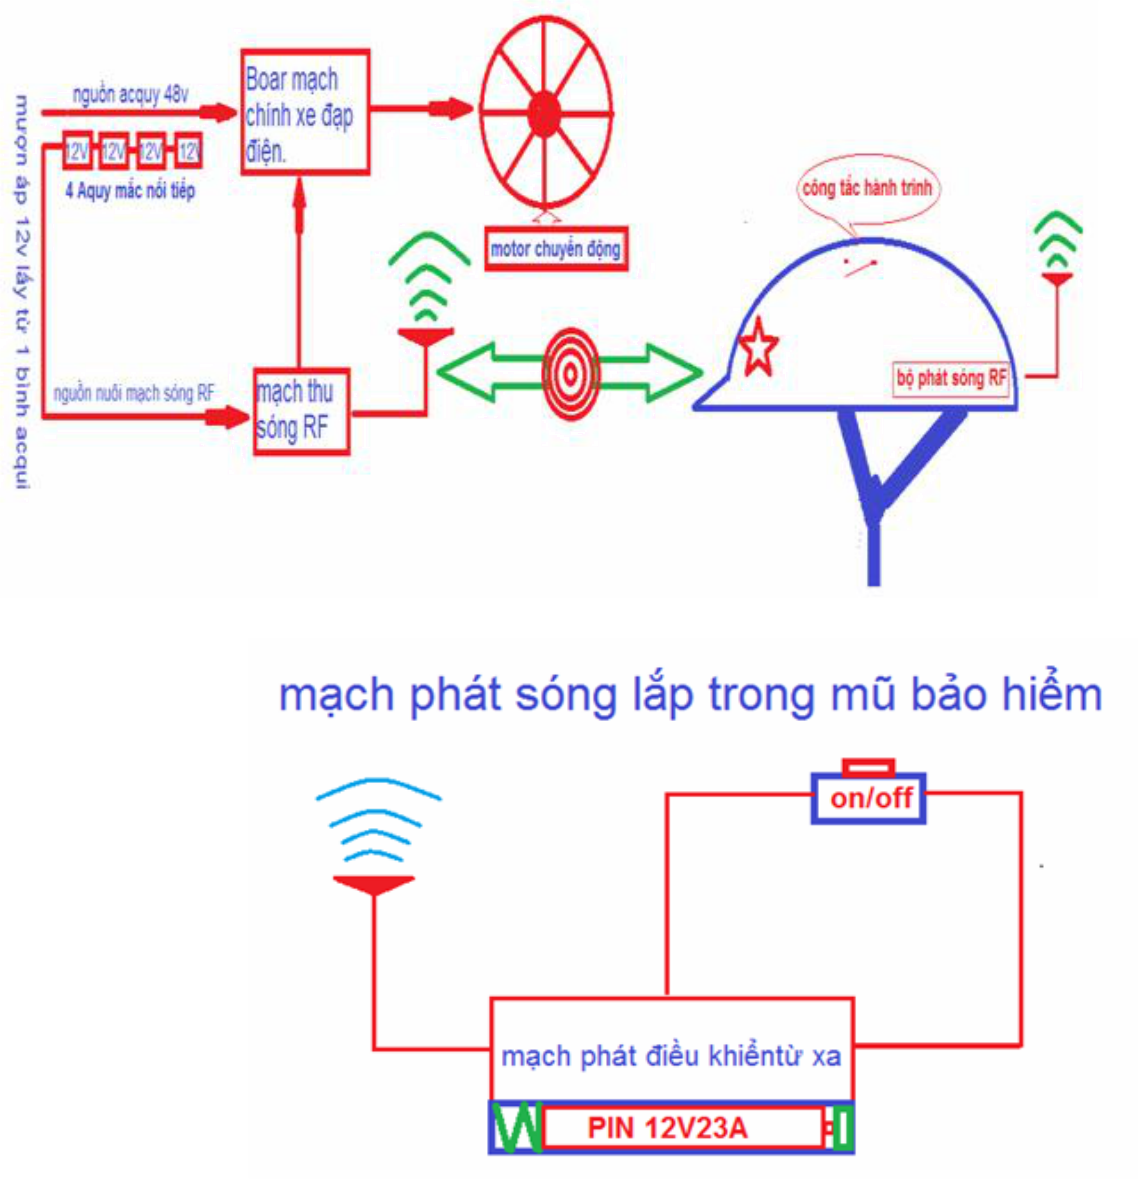 nguồn acquy 48v
Boar mạch
chính xe đạp
điện.
12V 12V 12V 12V
4 Aquy mắc nối tiếp
mượn áp 12v lấy từ 1 bình acqui
motor chuyển động
công tắc hành trình
nguồn nuôi mạch sóng RF
mạch thu
sóng RF
bộ phát sóng RF
mạch phát sóng lắp trong mũ bảo hiểm
on/off
mạch phát điều khiểntừ xa
PIN 12V23A